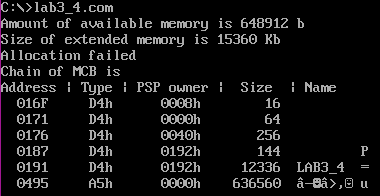 C:\>lab3_4.com
Amount of available memory is 648912 b
Size of extended memory is 15360 Kb
Allocation failed
Chain of MCB is
Address | Type | PSP owner | Size | Name
016F D4h 0008h 16
0171 D4h 0000h 64
0176 D4h 0040h 256
0187 D4h 0192h 144 P
0191 D4h 0192h 12336 LAB3_4 =
0495 A5h 0000h 636560 u